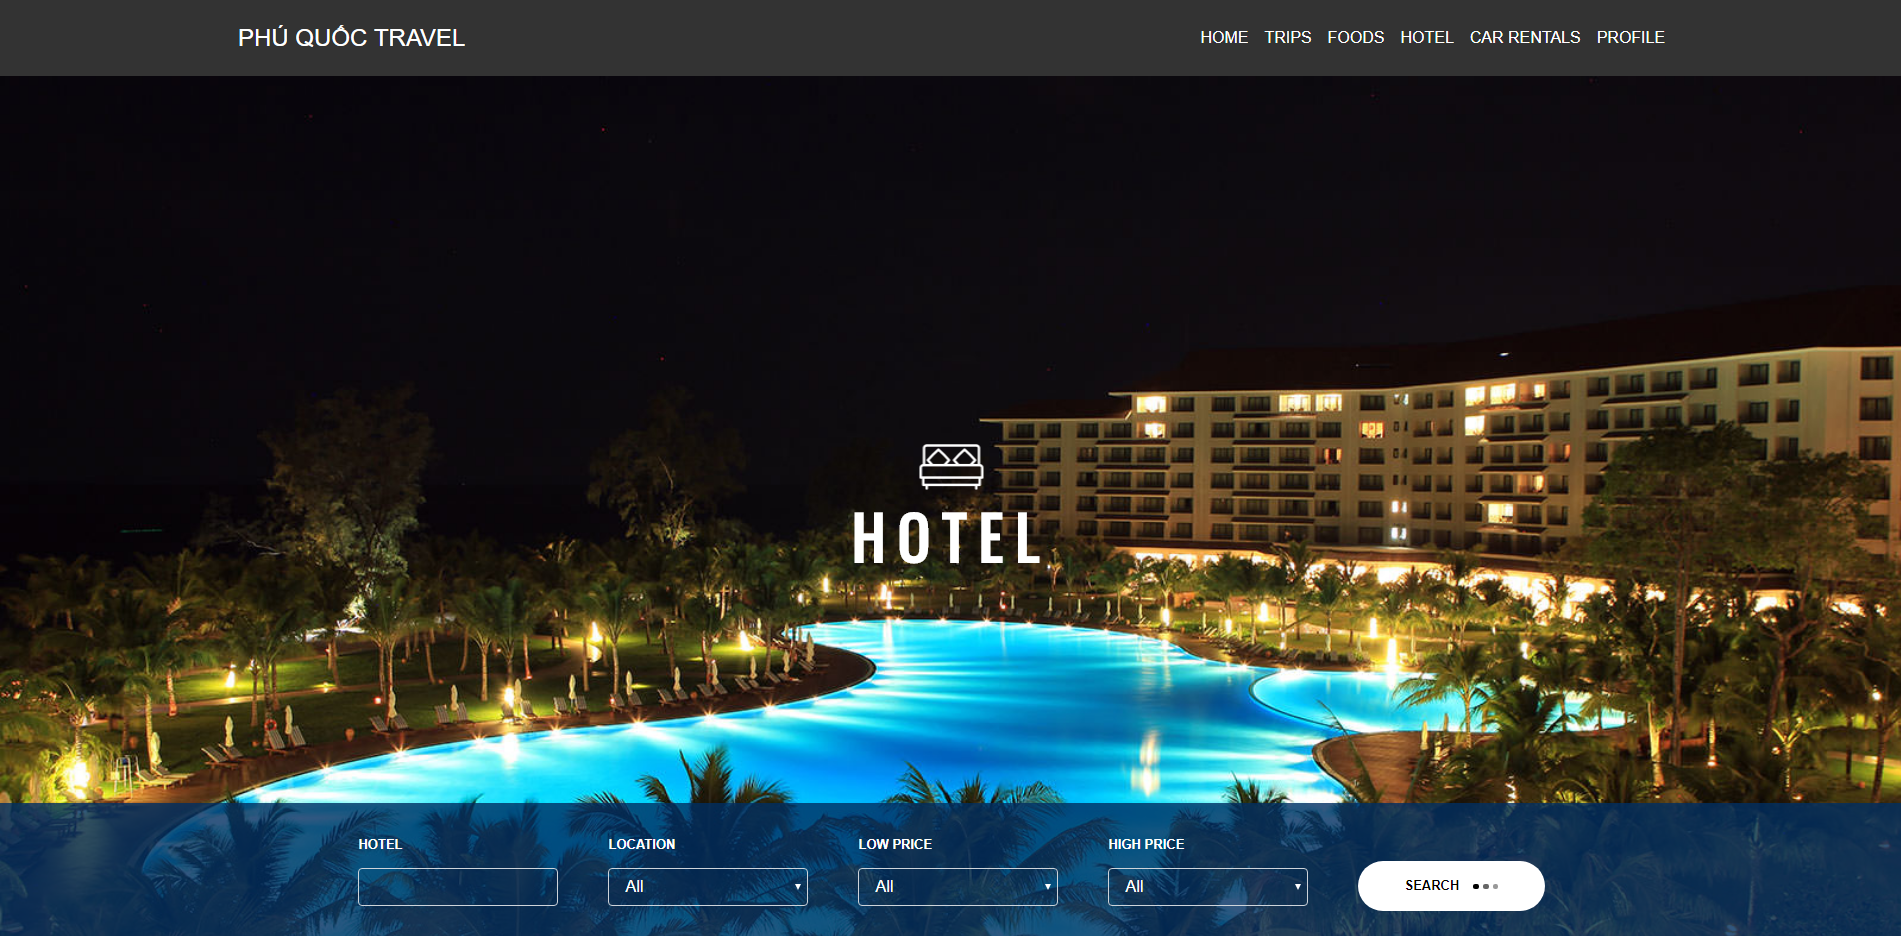 PHÚ QUỐC TRAVEL
HOME TRIPS FOODS HOTEL CAR RENTALS PROFILE
HOTEL
HOTEL LOCATION LOW PRICE HIGH PRICE
All All All SEARCH